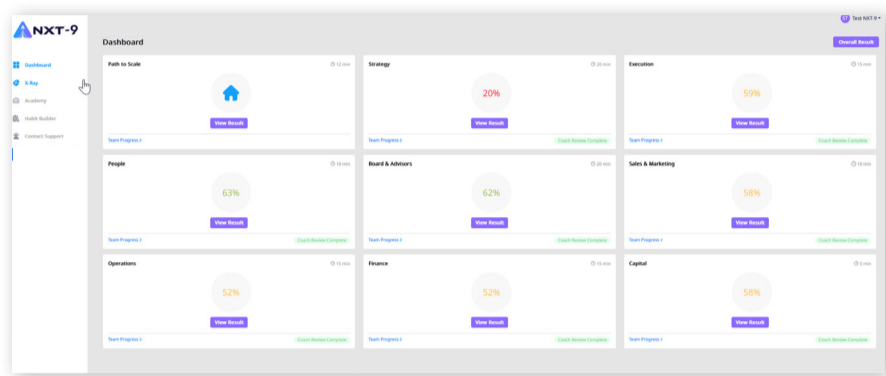 NXT-9
ST Test NXT-9
Dashboard
Overall Result
Dashboard
X-Ray
Academy
Habit Builder
Contact Support
Path to Scale 12 min
View Result
Team Progress
Strategy 20 min
20%
View Result
Team Progress Coach Review Complete
Execution 15 min
59%
View Result
Team Progress Coach Review Complete
People 18 min
63%
View Result
Team Progress Coach Review Complete
Board & Advisors 20 min
62%
View Result
Team Progress Coach Review Complete
Sales & Marketing 18 min
58%
View Result
Team Progress Coach Review Complete
Operations 15 min
52%
View Result
Team Progress Coach Review Complete
Finance 15 min
52%
View Result
Team Progress Coach Review Complete
Capital 5 min
58%
View Result
Team Progress Coach Review Complete